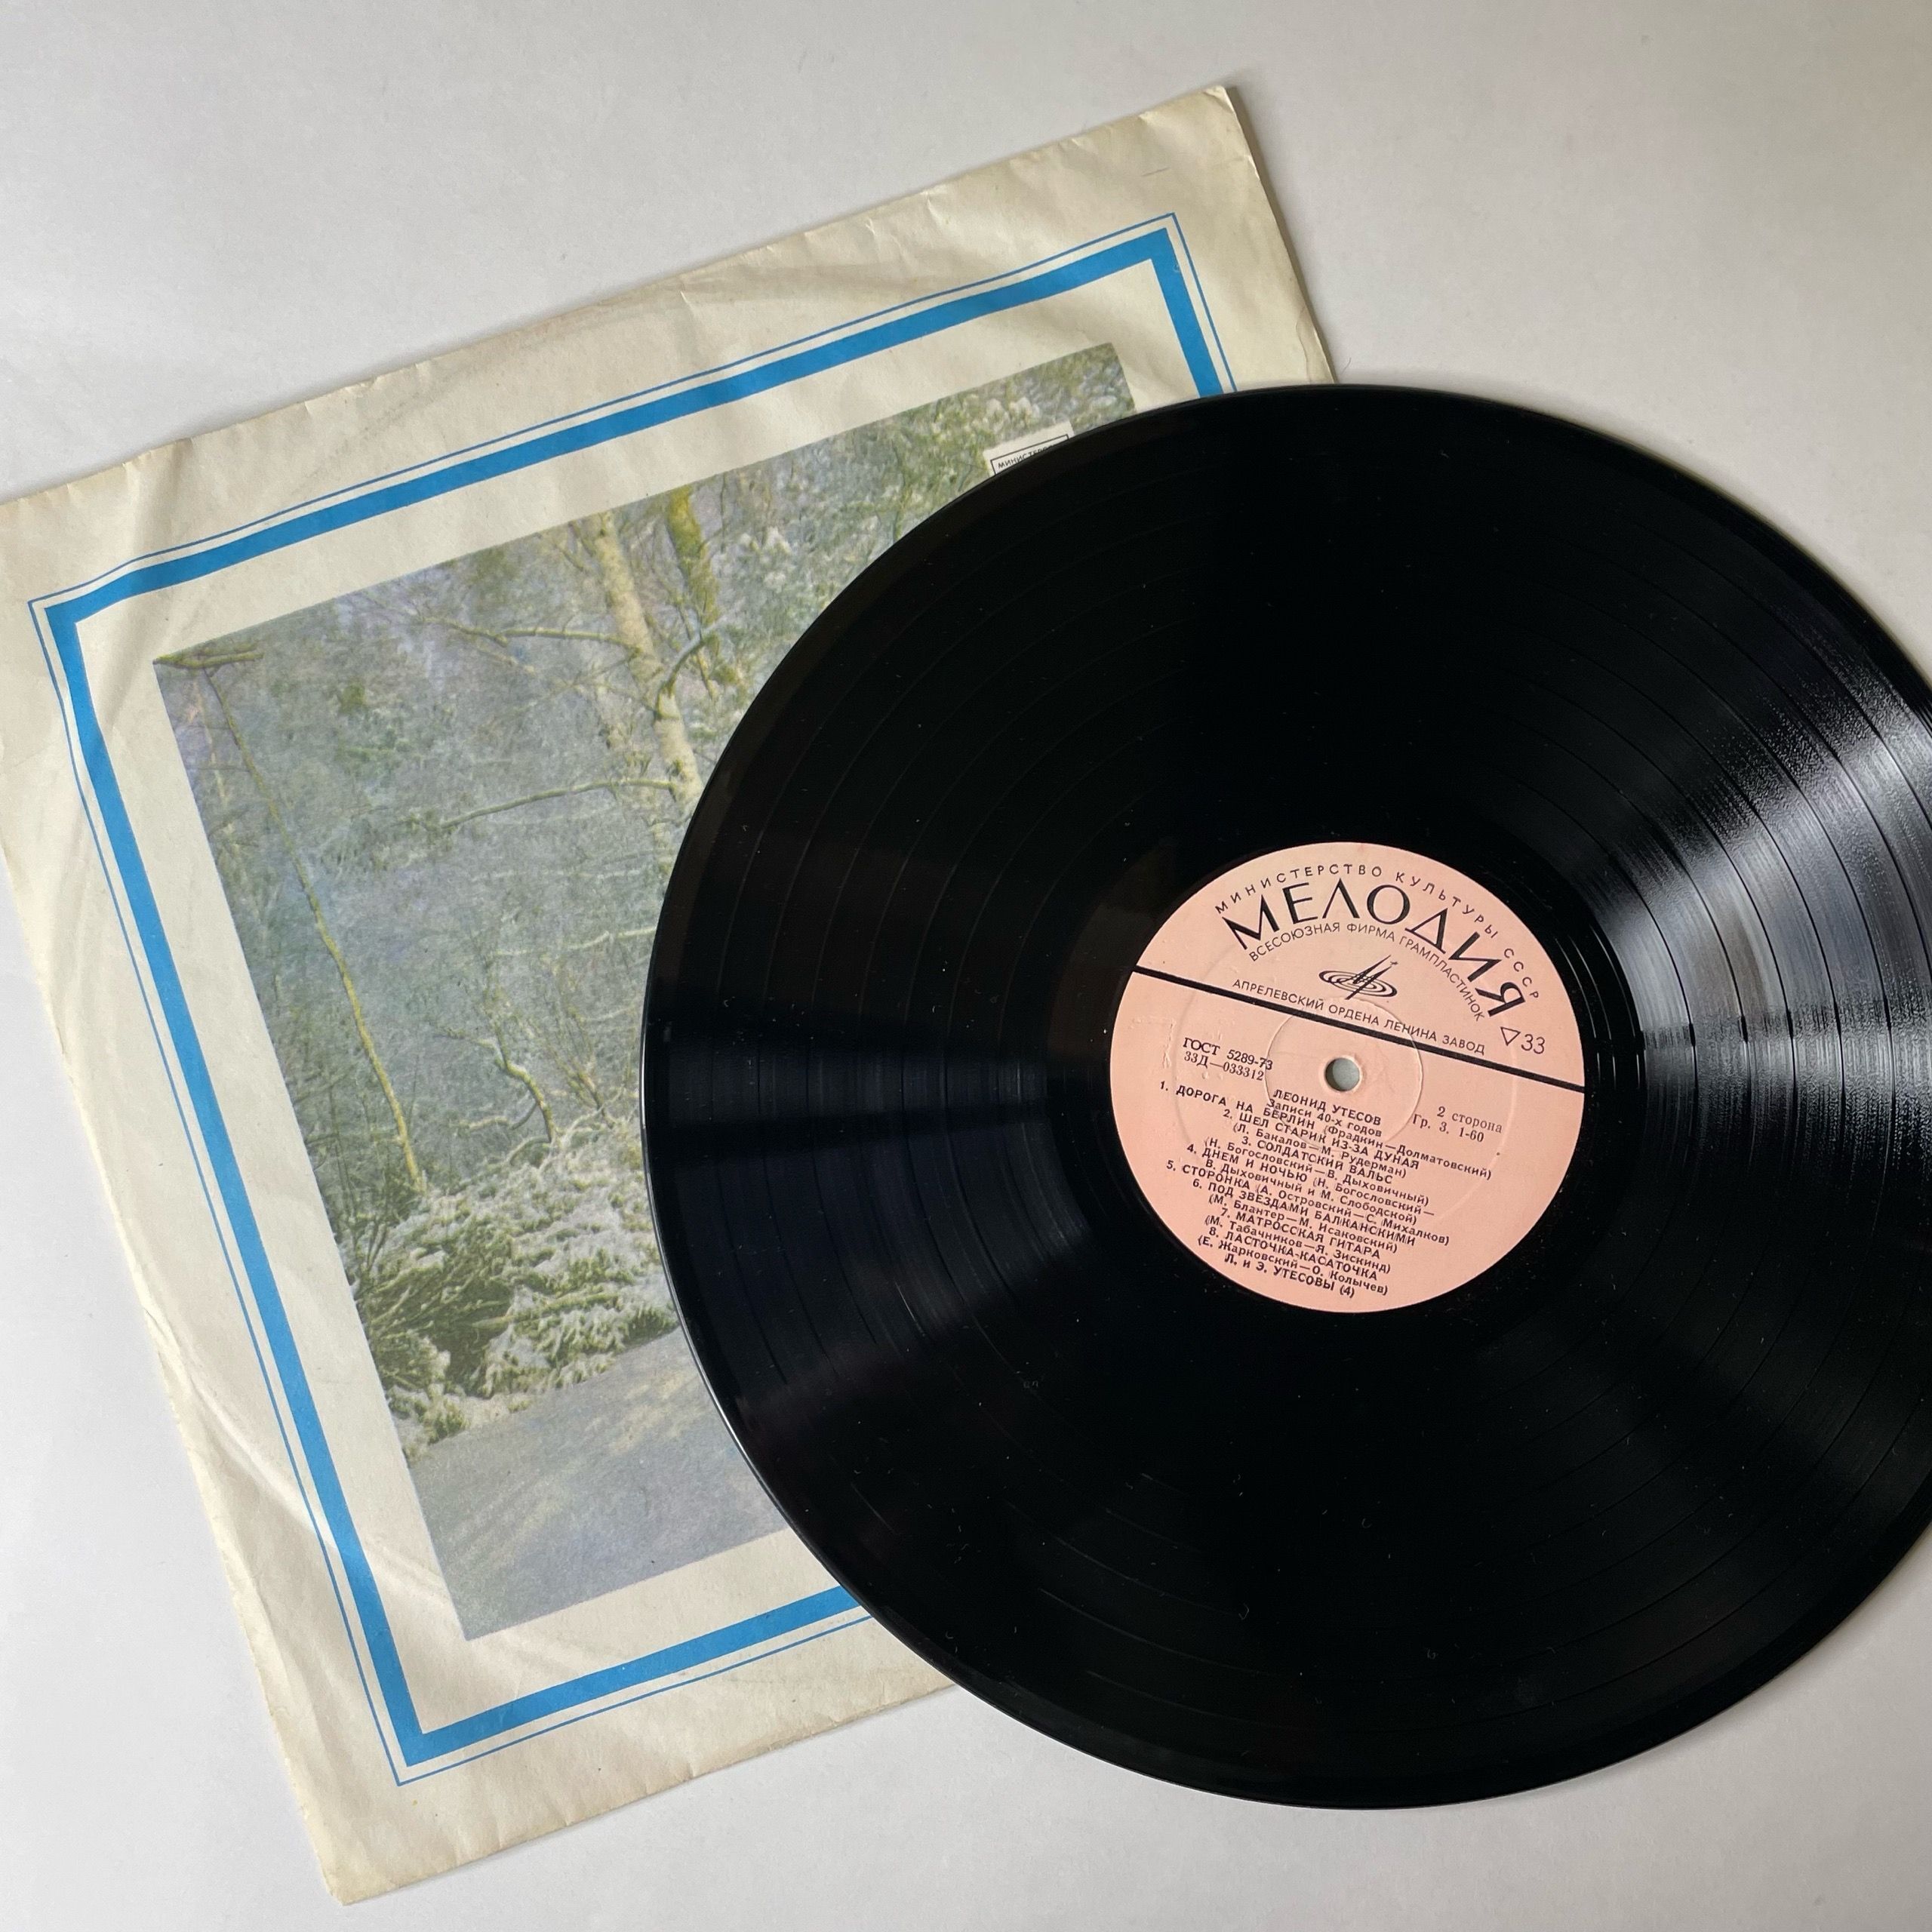 МИНИСТЕРСТВО КУЛЬТУРЫ СССР
МЕЛОДИЯ
ВСЕСОЮЗНАЯ ФИРМА ГРАМПЛАСТИНОК
АПРЕЛЕВСКИЙ ОРДЕНА ЛЕНИНА ЗАВОД
33
ГОСТ 5289-73
33Д—033312
2 сторона
Гр. 3. 1-60
ЛЕОНИД УТЕСОВ
Записи 40-х годов
1. ДОРОГА НА БЕРЛИН (Фрадкин—Долматовский)
2. ШЕЛ СТАРИК ИЗ-ЗА ДУНАЯ
(Л. Бакалов—М. Рудерман)
3. СОЛДАТСКИЙ ВАЛЬС
(Н. Богословский—В. Дыховичный)
4. ДНЕМ И НОЧЬЮ (Н. Богословский—
В. Дыховичный и М. Слободской)
5. СТОРОНКА (А. Островский—С. Михалков)
6. ПОД ЗВЕЗДАМИ БАЛКАНСКИМИ
(М. Блантер—М. Исаковский)
7. МАТРОССКАЯ ГИТАРА
(М. Табачников—Я. Зискинд)
8. ЛАСТОЧКА-КАСАТОЧКА
(Е. Жарковский—О. Колычев)
Л. и Э. УТЕСОВЫ (4)